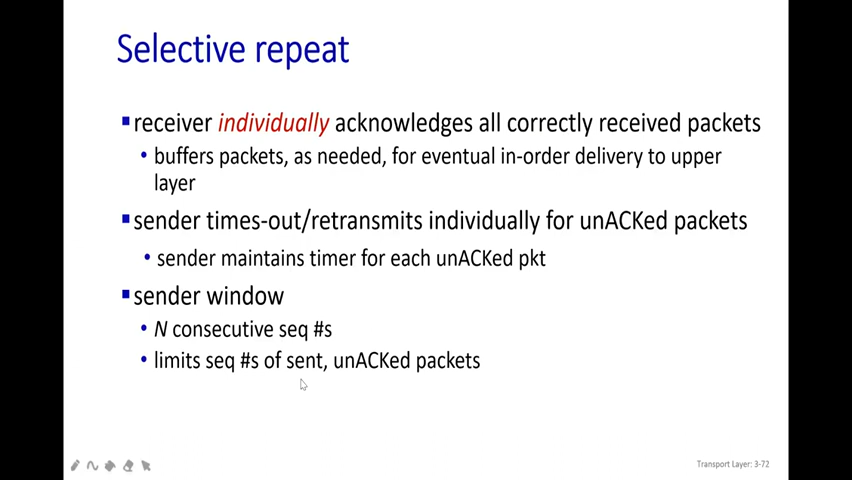 Selective repeat
▪receiver individually acknowledges all correctly received packets
• buffers packets, as needed, for eventual in-order delivery to upper
layer
▪sender times-out/retransmits individually for unACKed packets
• sender maintains timer for each unACKed pkt
▪sender window
• N consecutive seq #s
• limits seq #s of sent, unACKed packets
Transport Layer: 3-72